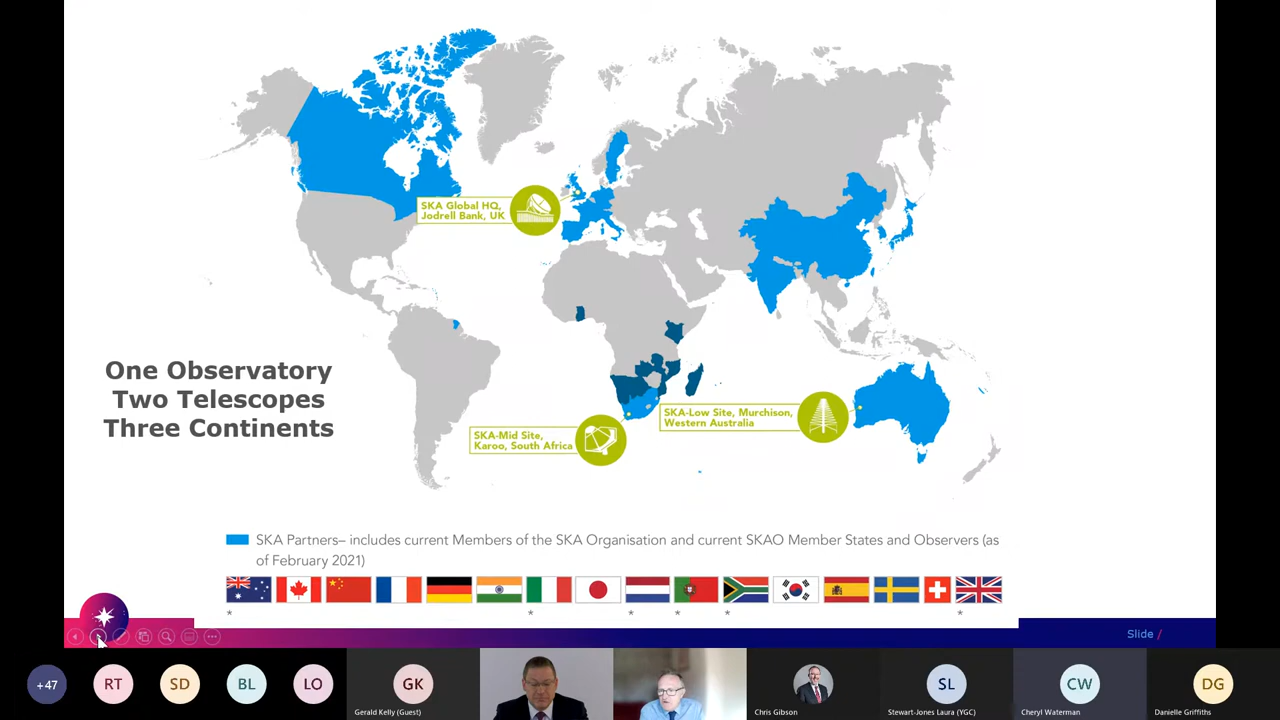 SKA Global HQ,
Jodrell Bank, UK
One Observatory
Two Telescopes
Three Continents
SKA-Low Site, Murchison,
Western Australia
SKA-Mid Site,
Karoo, South Africa
SKA Partners– includes current Members of the SKA Organisation and current SKAO Member States and Observers (as
of February 2021)
* * * * * *
Slide /
+47 RT SD BL LO GK SL CW DG
Gerald Kelly (Guest) Chris Gibson Stewart-Jones Laura (YGC) Cheryl Waterman Danielle Griffiths